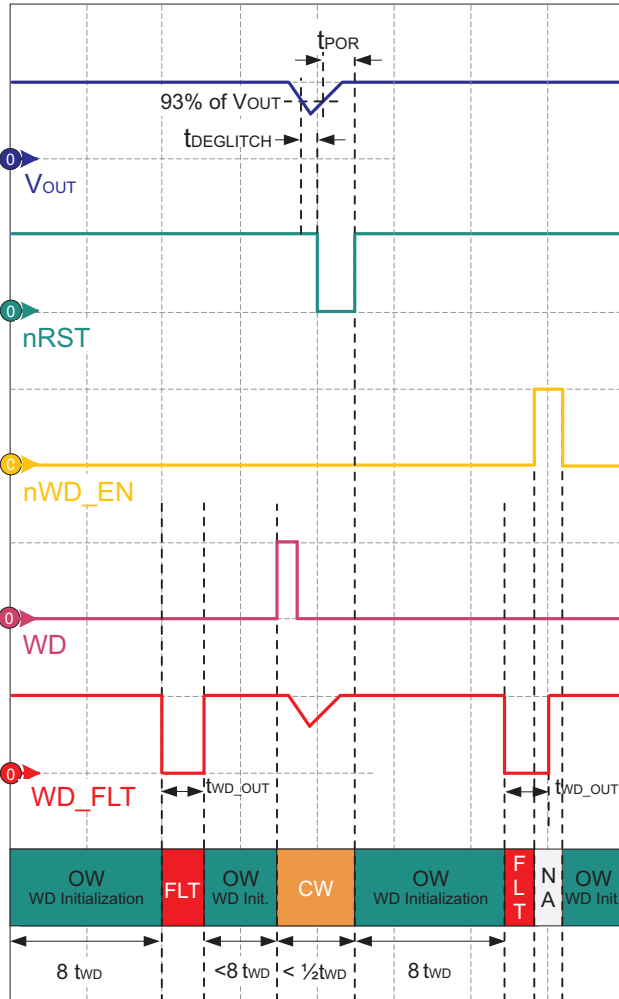 tPOR
93% of VOUT
tDEGLITCH
0
VOUT
0
nRST
0
nWD_EN
0
WD
0
WD_FLT
tWD_OUT
tWD_OUT
OW
WD Initialization
FLT
OW
WD Init.
CW
OW
WD Initialization
F
L
T
N
A
OW
WD Init
8 tWD
<8 tWD
< ½tWD
8 tWD